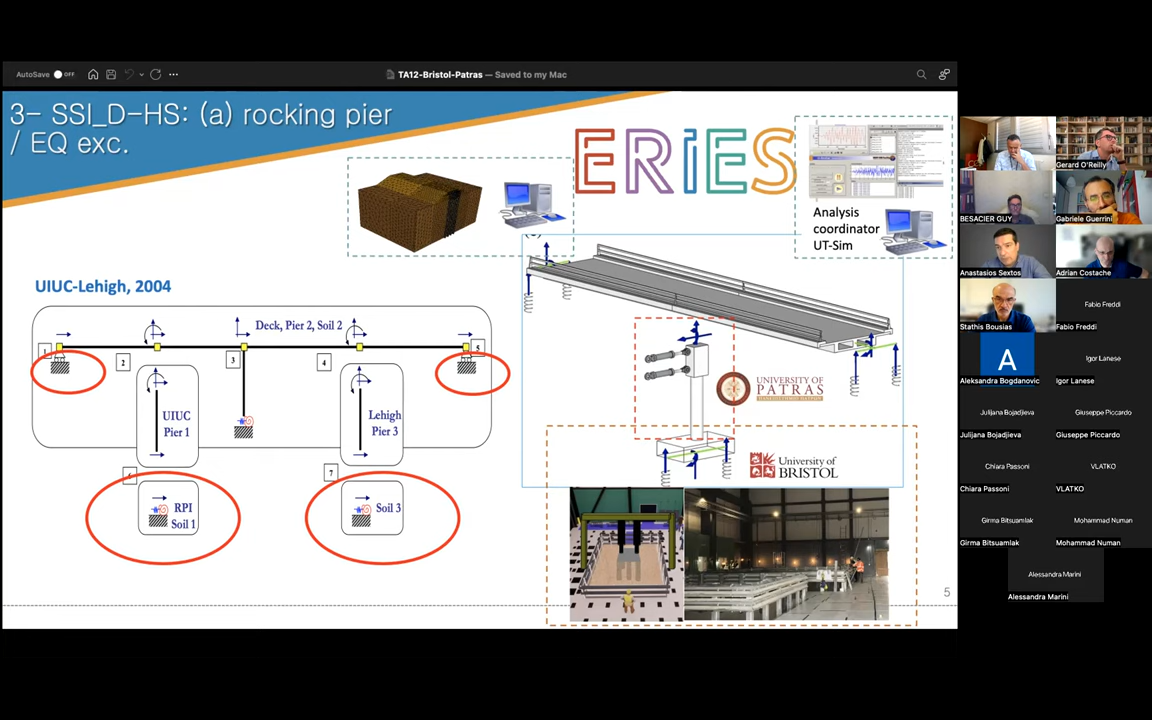 AutoSave OFF
TA12-Bristol-Patras — Saved to my Mac
3- SSI_D-HS: (a) rocking pier
/ EQ exc.
ERiES
Analysis
coordinator
UT-Sim
UIUC-Lehigh, 2004
Deck, Pier 2, Soil 2
1
2
3
4
5
UIUC
Pier 1
Lehigh
Pier 3
7
RPI
Soil 1
Soil 3
UNIVERSITY OF
PATRAS
University of
BRISTOL
5
Gerard O'Reilly
BESACIER GUY
Gabriele Guerrini
Anastasios Sextos
Adrian Costache
Stathis Bousias
Fabio Freddi
Fabio Freddi
A
Igor Lanese
Aleksandra Bogdanovic
Igor Lanese
Julijana Bojadjieva
Giuseppe Piccardo
Julijana Bojadjieva
Giuseppe Piccardo
Chiara Passoni
VLATKO
Chiara Passoni
VLATKO
Girma Bitsuamlak
Mohammad Numan
Girma Bitsuamlak
Mohammad Numan
Alessandra Marini
Alessandra Marini